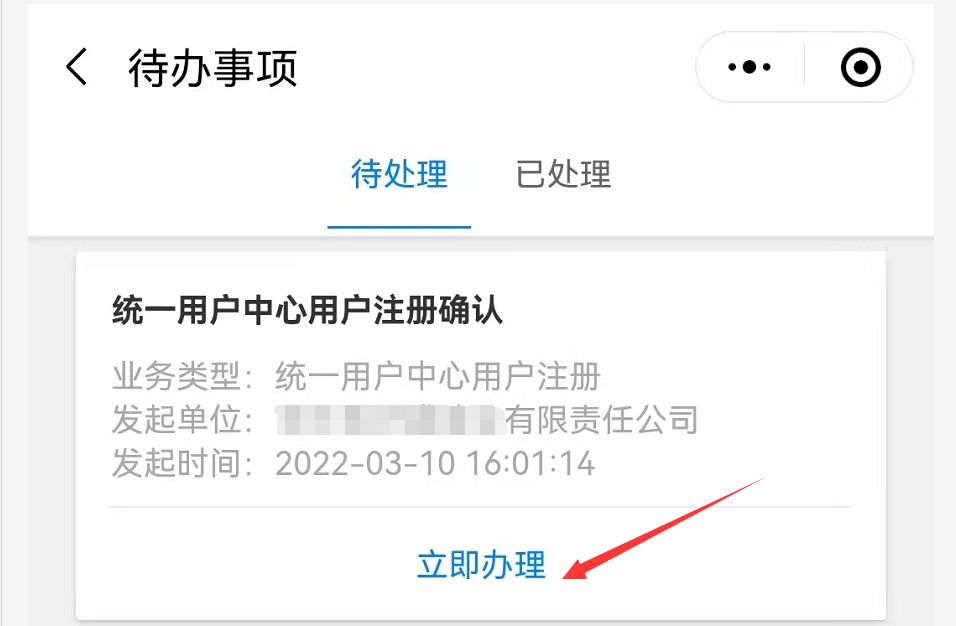 待办事项
待处理 已处理
统一用户中心用户注册确认
业务类型：统一用户中心用户注册
发起单位：有限责任公司
发起时间：2022-03-10 16:01:14
立即办理